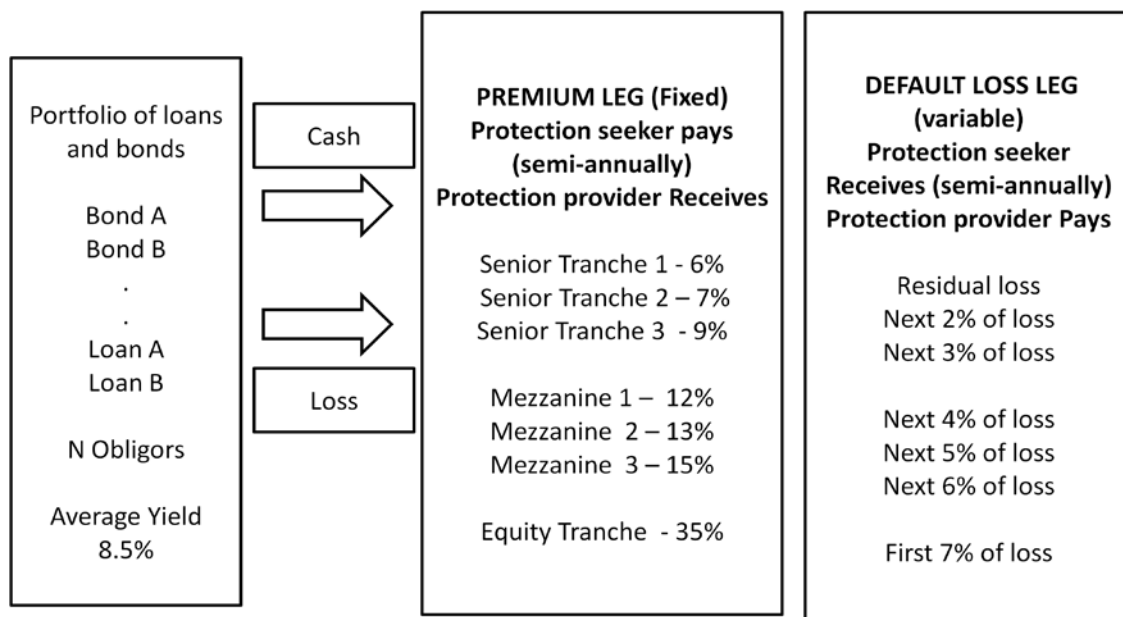 Portfolio of loans
and bonds
Bond A
Bond B
.
.
Loan A
Loan B
N Obligors
Average Yield
8.5%
Cash
Loss
PREMIUM LEG (Fixed)
Protection seeker pays
(semi-annually)
Protection provider Receives
Senior Tranche 1 - 6%
Senior Tranche 2 – 7%
Senior Tranche 3 - 9%
Mezzanine 1 – 12%
Mezzanine 2 – 13%
Mezzanine 3 – 15%
Equity Tranche - 35%
DEFAULT LOSS LEG
(variable)
Protection seeker
Receives (semi-annually)
Protection provider Pays
Residual loss
Next 2% of loss
Next 3% of loss
Next 4% of loss
Next 5% of loss
Next 6% of loss
First 7% of loss